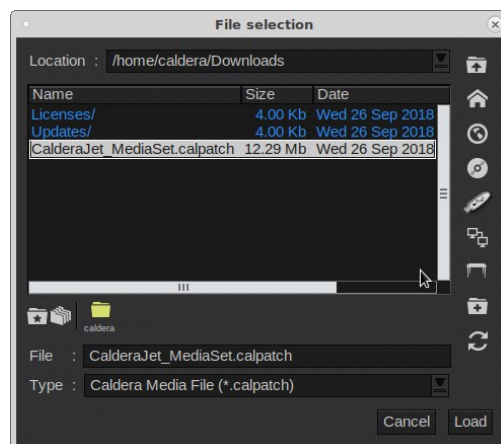 File selection
Location : /home/caldera/Downloads
Name Size Date
Licenses/ 4.00 Kb Wed 26 Sep 2018
Updates/ 4.00 Kb Wed 26 Sep 2018
CalderaJet_MediaSet.calpatch 12.29 Mb Wed 26 Sep 2018
caldera
File : CalderaJet_MediaSet.calpatch
Type : Caldera Media File (*.calpatch)
Cancel Load